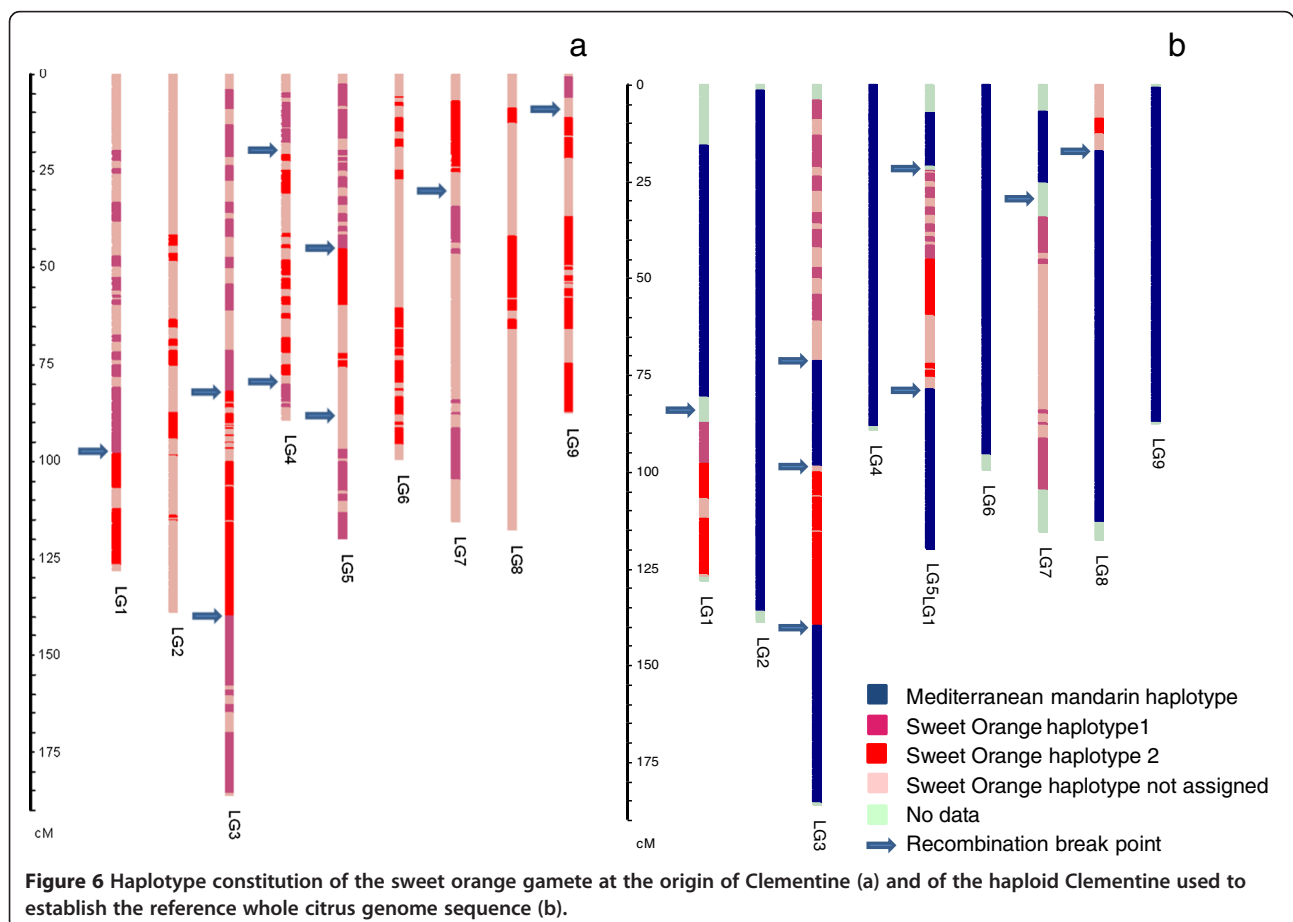 a
b
0
25
50
75
100
125
150
175
cM
LG1
LG2
LG3
LG4
LG5
LG6
LG7
LG8
LG9
0
25
50
75
100
125
150
175
cM
LG1
LG2
LG3
LG4
LG5LG1
LG6
LG7
LG8
LG9
Mediterranean mandarin haplotype
Sweet Orange haplotype1
Sweet Orange haplotype 2
Sweet Orange haplotype not assigned
No data
Recombination break point
Figure 6 Haplotype constitution of the sweet orange gamete at the origin of Clementine (a) and of the haploid Clementine used to
establish the reference whole citrus genome sequence (b).